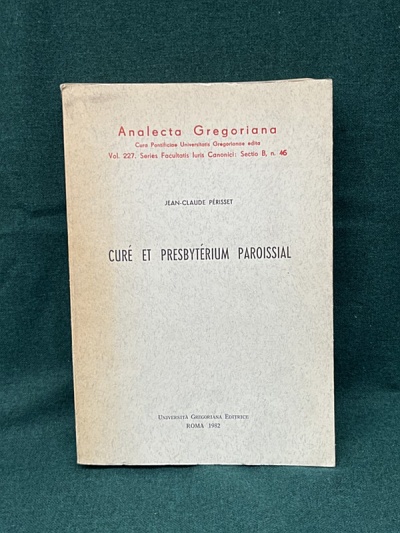 Analecta Gregoriana
Cura Pontificiae Universitatis Gregorianae edita
Vol. 227. Series Facultatis Iuris Canonici: Sectio B, n. 46
JEAN-CLAUDE PÉRISSET
CURÉ ET PRESBYTÉRIUM PAROISSIAL
UNIVERSITÀ GREGORIANA EDITRICE
ROMA 1982